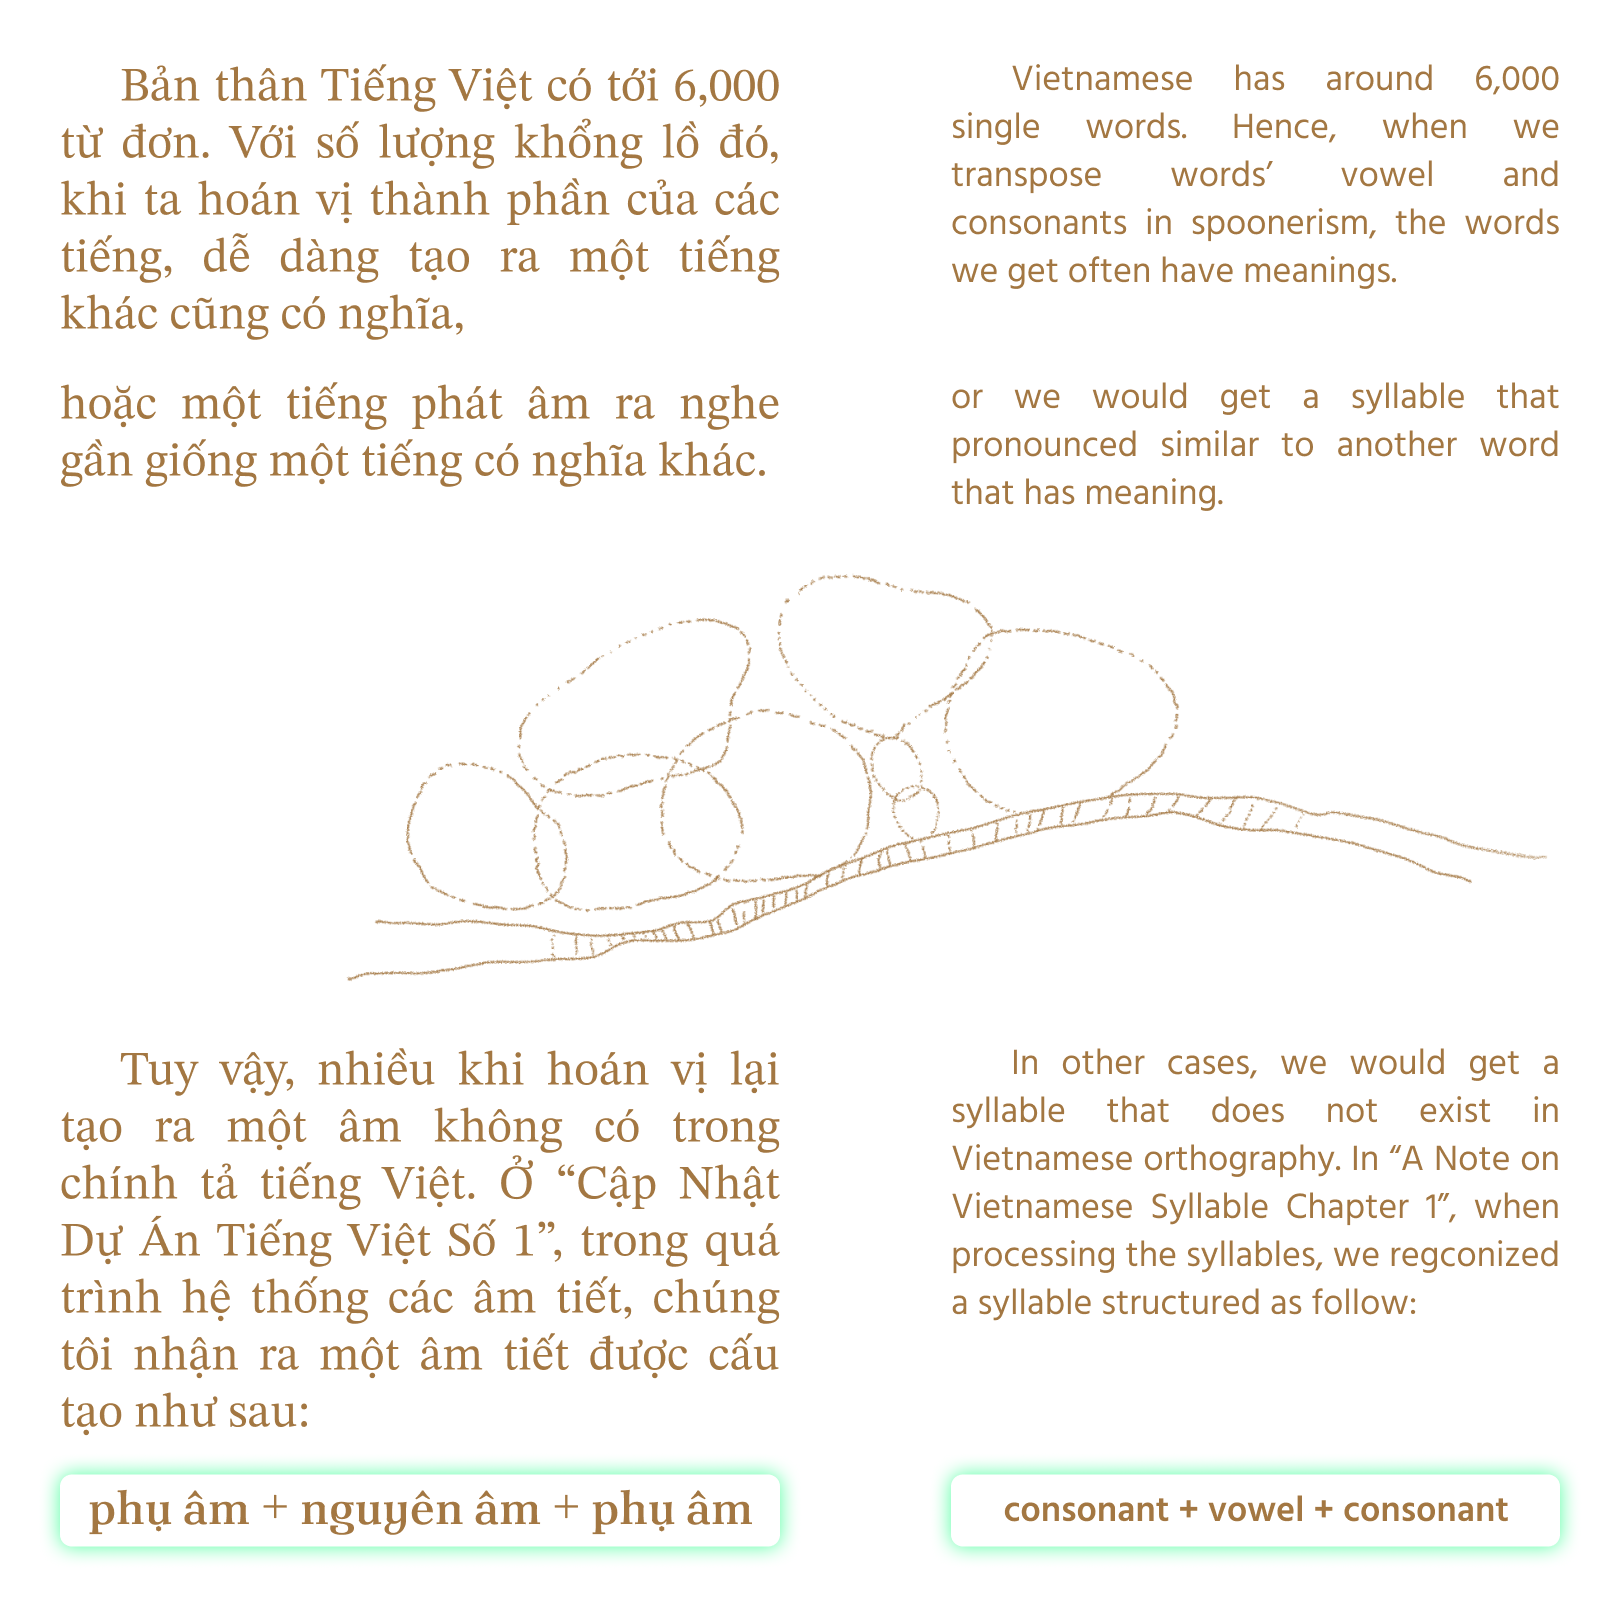 Bản thân Tiếng Việt có tới 6,000
từ đơn. Với số lượng khổng lồ đó,
khi ta hoán vị thành phần của các
tiếng, dễ dàng tạo ra một tiếng
khác cũng có nghĩa,
hoặc một tiếng phát âm ra nghe
gần giống một tiếng có nghĩa khác.
Vietnamese has around 6,000
single words. Hence, when we
transpose words’ vowel and
consonants in spoonerism, the words
we get often have meanings.
or we would get a syllable that
pronounced similar to another word
that has meaning.
Tuy vậy, nhiều khi hoán vị lại
tạo ra một âm không có trong
chính tả tiếng Việt. Ở “Cập Nhật
Dự Án Tiếng Việt Số 1”, trong quá
trình hệ thống các âm tiết, chúng
tôi nhận ra một âm tiết được cấu
tạo như sau:
phụ âm + nguyên âm + phụ âm
In other cases, we would get a
syllable that does not exist in
Vietnamese orthography. In “A Note on
Vietnamese Syllable Chapter 1”, when
processing the syllables, we regconized
a syllable structured as follow:
consonant + vowel + consonant